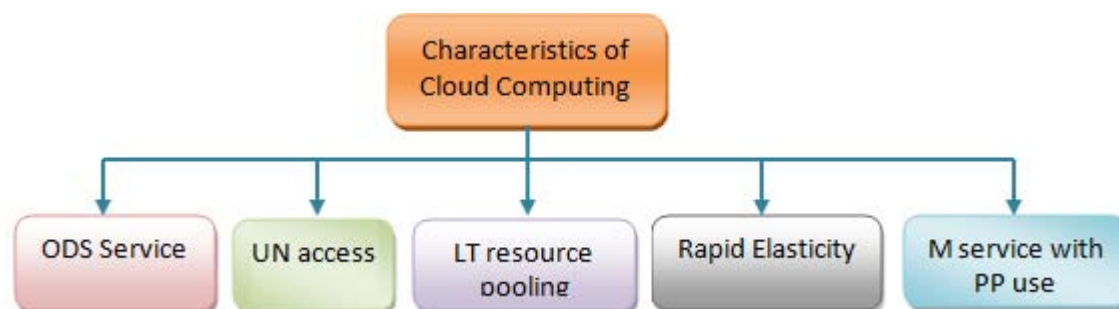 Characteristics of
Cloud Computing
ODS Service
UN access
LT resource
pooling
Rapid Elasticity
M service with
PP use